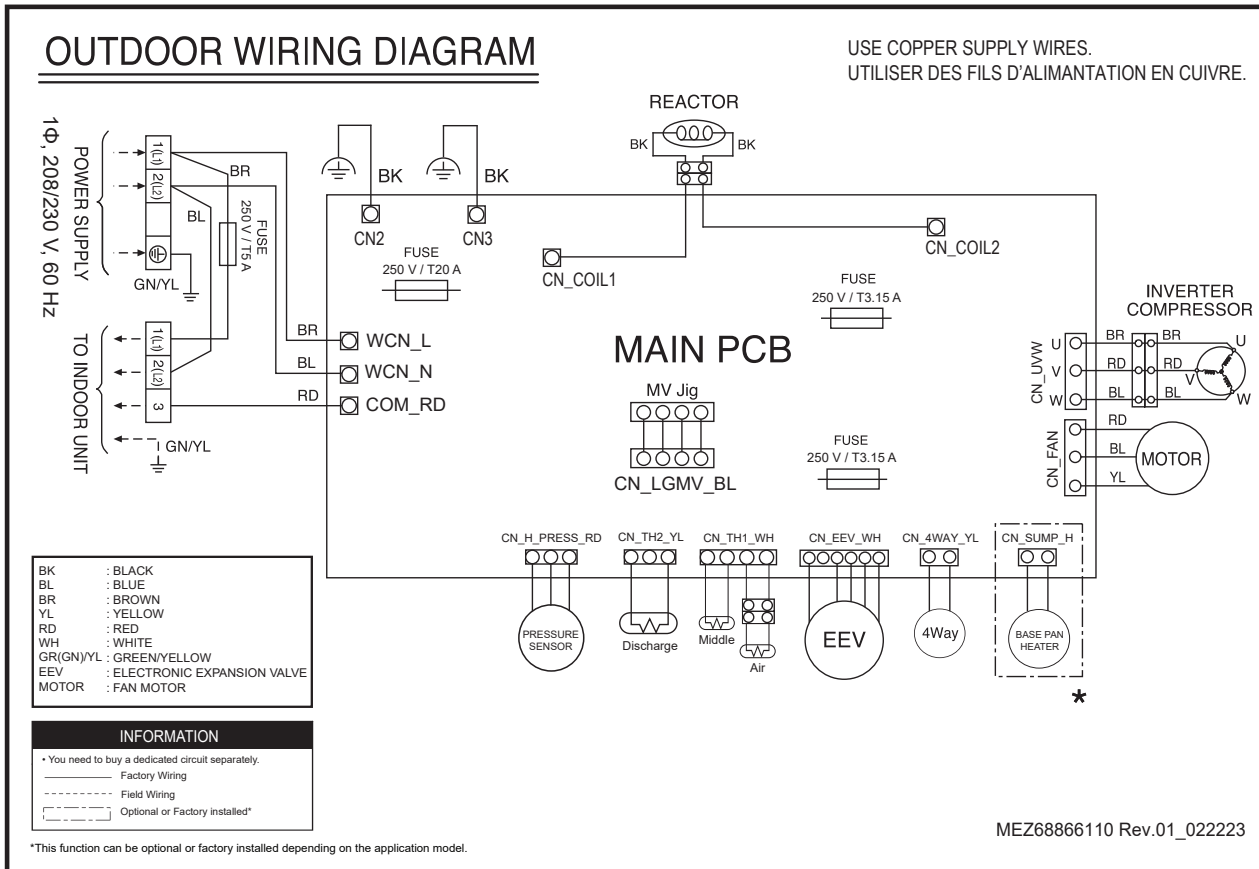 OUTDOOR WIRING DIAGRAM
USE COPPER SUPPLY WIRES.
UTILISER DES FILS D'ALIMANTATION EN CUIVRE.
1Φ, 208/230 V, 60 Hz
POWER SUPPLY
1(L1)
2(L2)
GN/YL
BR
BL
FUSE
250 V / T5 A
TO INDOOR UNIT
1(L1)
2(L2)
3
GN/YL
BR
BL
RD
BK
BK
CN2
CN3
REACTOR
BK
BK
CN_COIL1
CN_COIL2
FUSE
250 V / T20 A
FUSE
250 V / T3.15 A
WCN_L
WCN_N
COM_RD
MAIN PCB
MV Jig
CN_LGMV_BL
FUSE
250 V / T3.15 A
INVERTER
COMPRESSOR
CN_UVW
U
V
W
BR
RD
BL
BR
RD
BL
U
V
W
CN_FAN
RD
BL
YL
MOTOR
CN_H_PRESS_RD
CN_TH2_YL
CN_TH1_WH
CN_EEV_WH
CN_4WAY_YL
CN_SUMP_H
PRESSURE
SENSOR
Discharge
Middle
Air
EEV
4Way
BASE PAN
HEATER
*
BK : BLACK
BL : BLUE
BR : BROWN
YL : YELLOW
RD : RED
WH : WHITE
GR(GN)/YL : GREEN/YELLOW
EEV : ELECTRONIC EXPANSION VALVE
MOTOR : FAN MOTOR
INFORMATION
• You need to buy a dedicated circuit separately.
Factory Wiring
Field Wiring
Optional or Factory installed*
*This function can be optional or factory installed depending on the application model.
MEZ68866110 Rev.01_022223